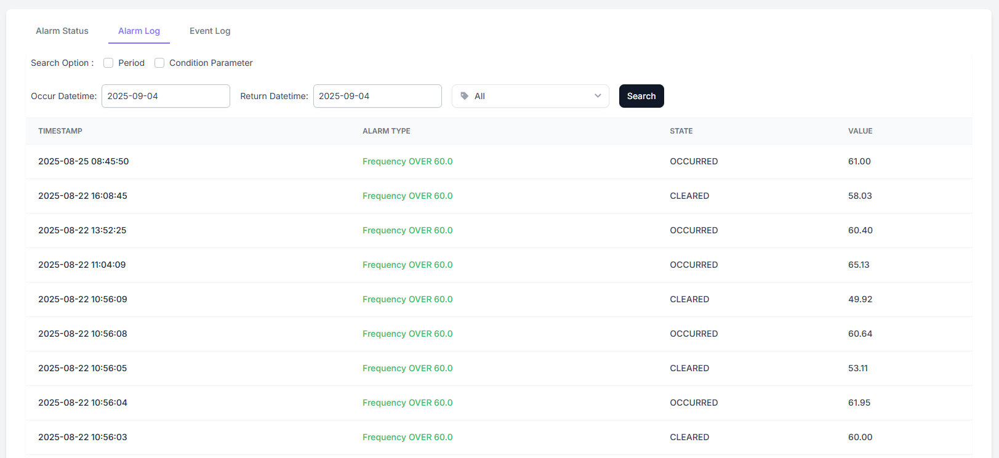 Alarm Status Alarm Log Event Log
Search Option : Period Condition Parameter
Occur Datetime: 2025-09-04 Return Datetime: 2025-09-04 All Search
TIMESTAMP ALARM TYPE STATE VALUE
2025-08-25 08:45:50 Frequency OVER 60.0 OCCURRED 61.00
2025-08-22 16:08:45 Frequency OVER 60.0 CLEARED 58.03
2025-08-22 13:52:25 Frequency OVER 60.0 OCCURRED 60.40
2025-08-22 11:04:09 Frequency OVER 60.0 OCCURRED 65.13
2025-08-22 10:56:09 Frequency OVER 60.0 CLEARED 49.92
2025-08-22 10:56:08 Frequency OVER 60.0 OCCURRED 60.64
2025-08-22 10:56:05 Frequency OVER 60.0 CLEARED 53.11
2025-08-22 10:56:04 Frequency OVER 60.0 OCCURRED 61.95
2025-08-22 10:56:03 Frequency OVER 60.0 CLEARED 60.00